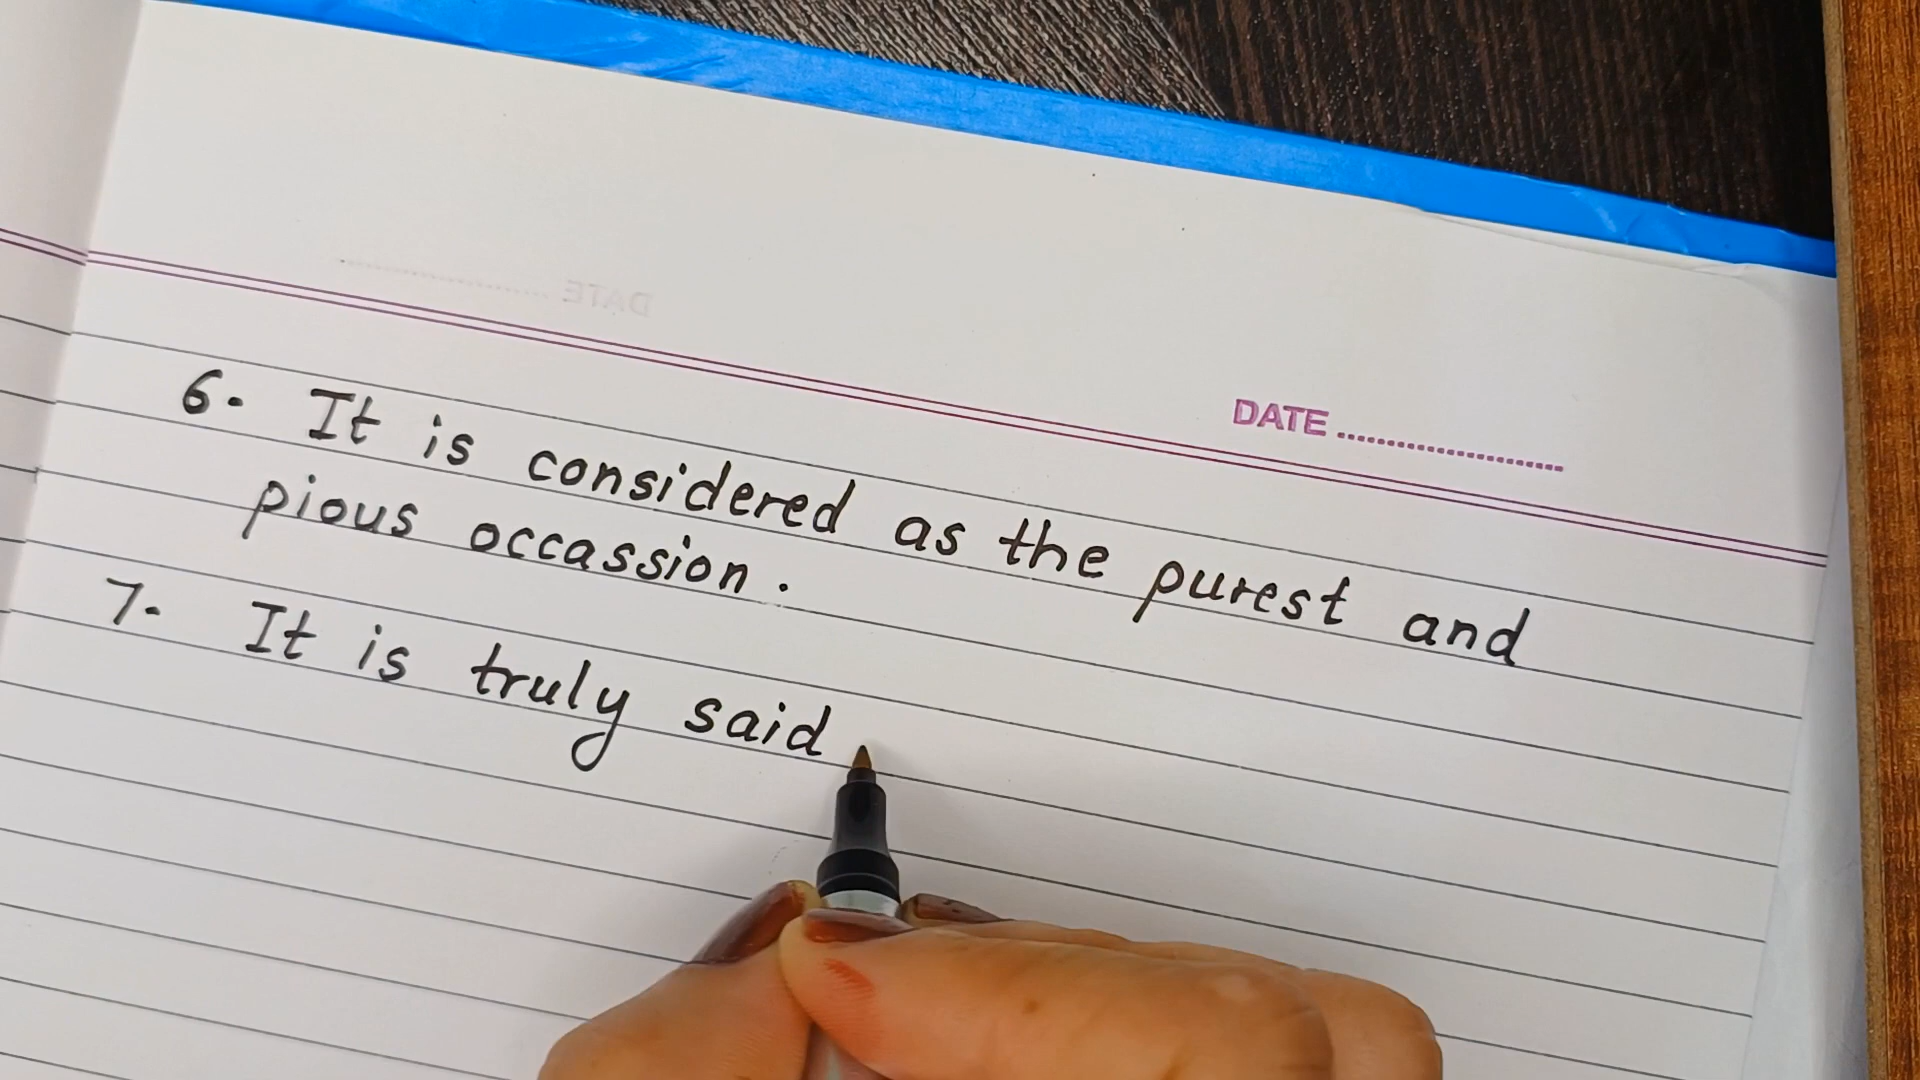 DATE ....................
6. It is considered as the purest and
pious occassion.
7. It is truly said